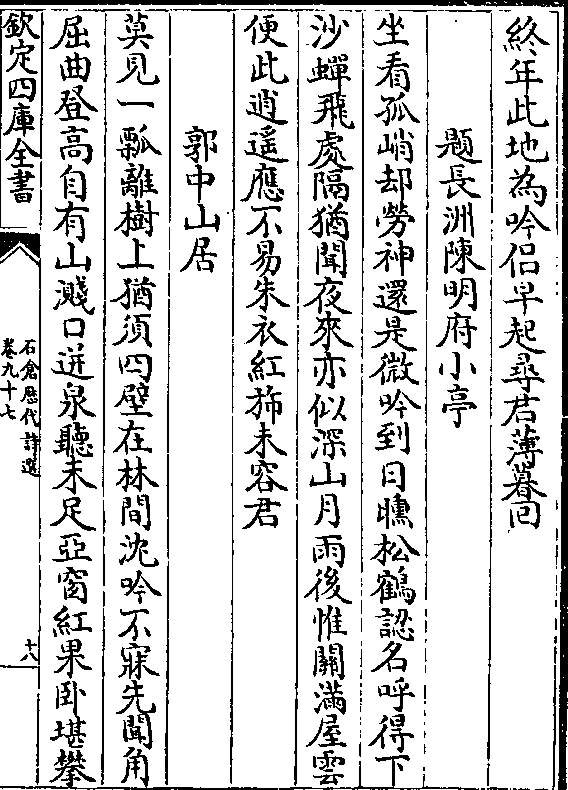 終年此地為吟侣早起尋君薄暮回
題長洲陳明府小亭
坐看孤峭却勞神還是微吟到日曛松鶴認名呼得下
沙蟬飛處隔猶聞夜來亦似深山月雨後惟關滿屋雲
便此逍遥應不易朱衣紅旆未容君
郭中山居
莫見一瓢離樹上猶須四壁在林間沈吟不寐先聞角
屈曲登高自有山濺口迸泉聽未足亞窗紅果卧堪攀
欽定四庫全書
石倉歴代詩選
卷九十七
十八